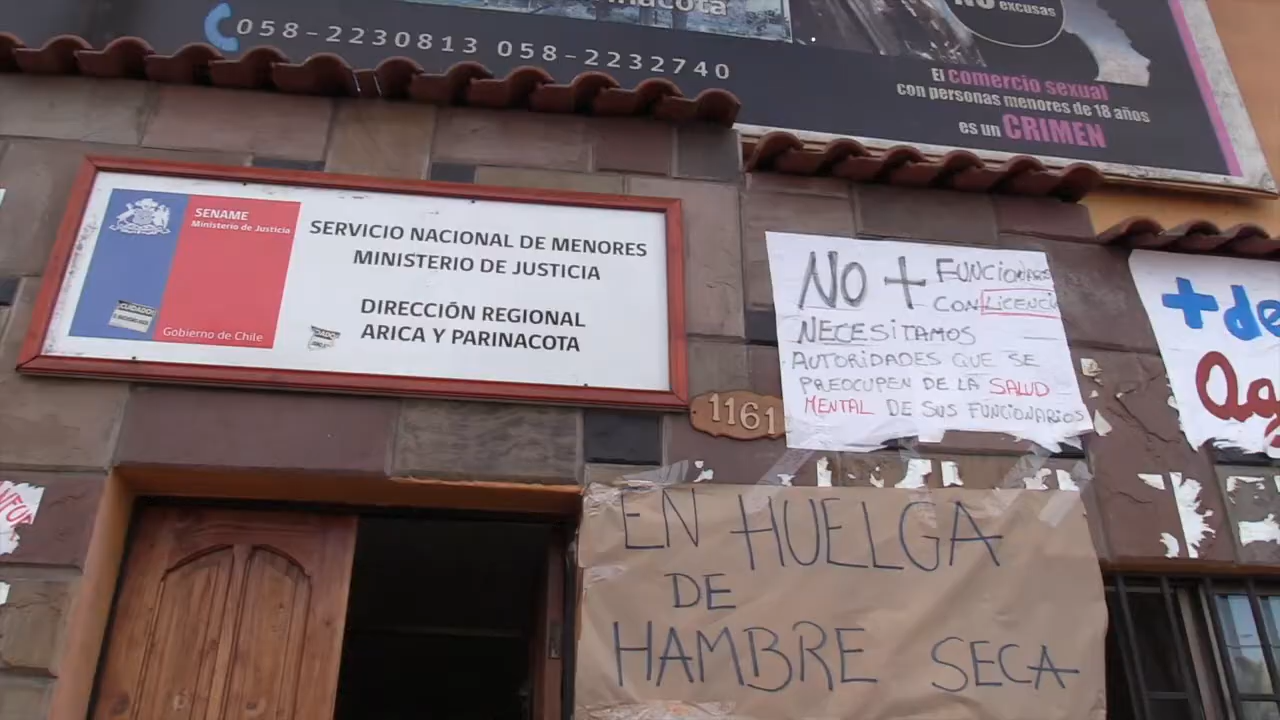 058-2230813 058-2232740
NO excusas
El comercio sexual
con personas menores de 18 años
es un CRIMEN
SENAME
Ministerio de Justicia
Gobierno de Chile
SERVICIO NACIONAL DE MENORES
MINISTERIO DE JUSTICIA
DIRECCIÓN REGIONAL
ARICA Y PARINACOTA
1161
NO + FUNCIONARIOS
CON LICENCIA
NECESITAMOS
AUTORIDADES QUE SE
PREOCUPEN DE LA SALUD
MENTAL DE SUS FUNCIONARIOS
+ de
EN HUELGA
DE
HAMBRE SECA